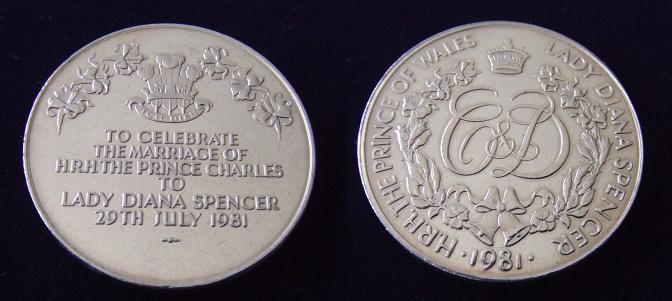 TO CELEBRATE
THE MARRIAGE OF
H.R.H THE PRINCE CHARLES
TO
LADY DIANA SPENCER
29TH JULY 1981
H.R.H. THE PRINCE OF WALES
LADY DIANA SPENCER
·1981·
C&D